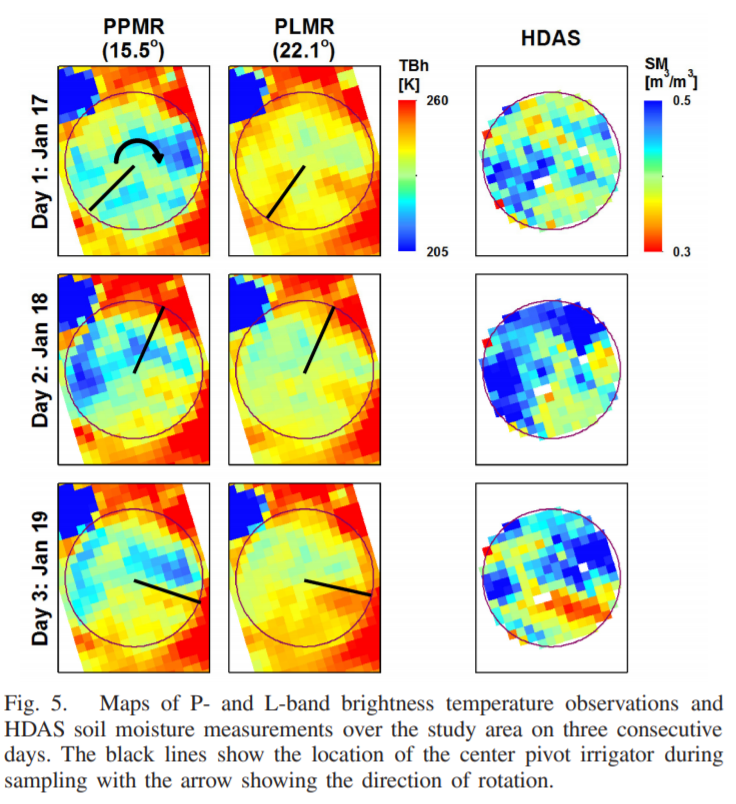 PPMR
(15.5°)
PLMR
(22.1°)
HDAS
TBh
[K]
260
205
SM
[m³/m³]
0.5
0.3
Day 1: Jan 17
Day 2: Jan 18
Day 3: Jan 19
Fig. 5. Maps of P- and L-band brightness temperature observations and
HDAS soil moisture measurements over the study area on three consecutive
days. The black lines show the location of the center pivot irrigator during
sampling with the arrow showing the direction of rotation.